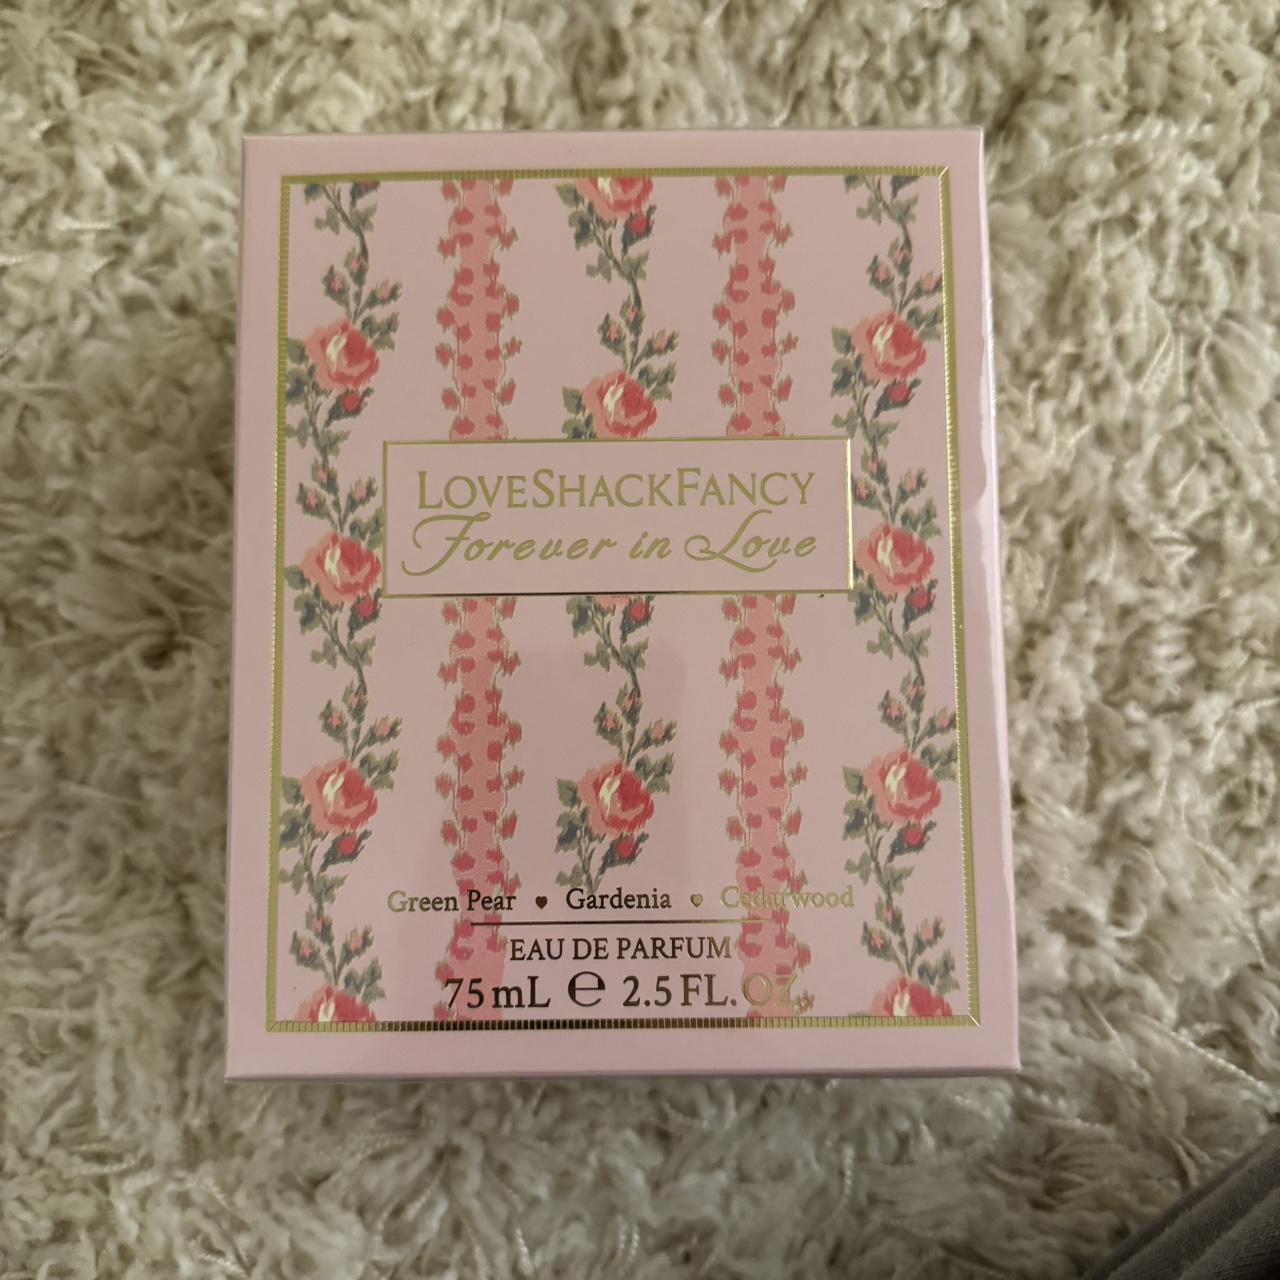 LOVESHACKFANCY
Forever in Love
Green Pear ♥ Gardenia ♥ Cedarwood
EAU DE PARFUM
75mL ℮ 2.5 FL. OZ.